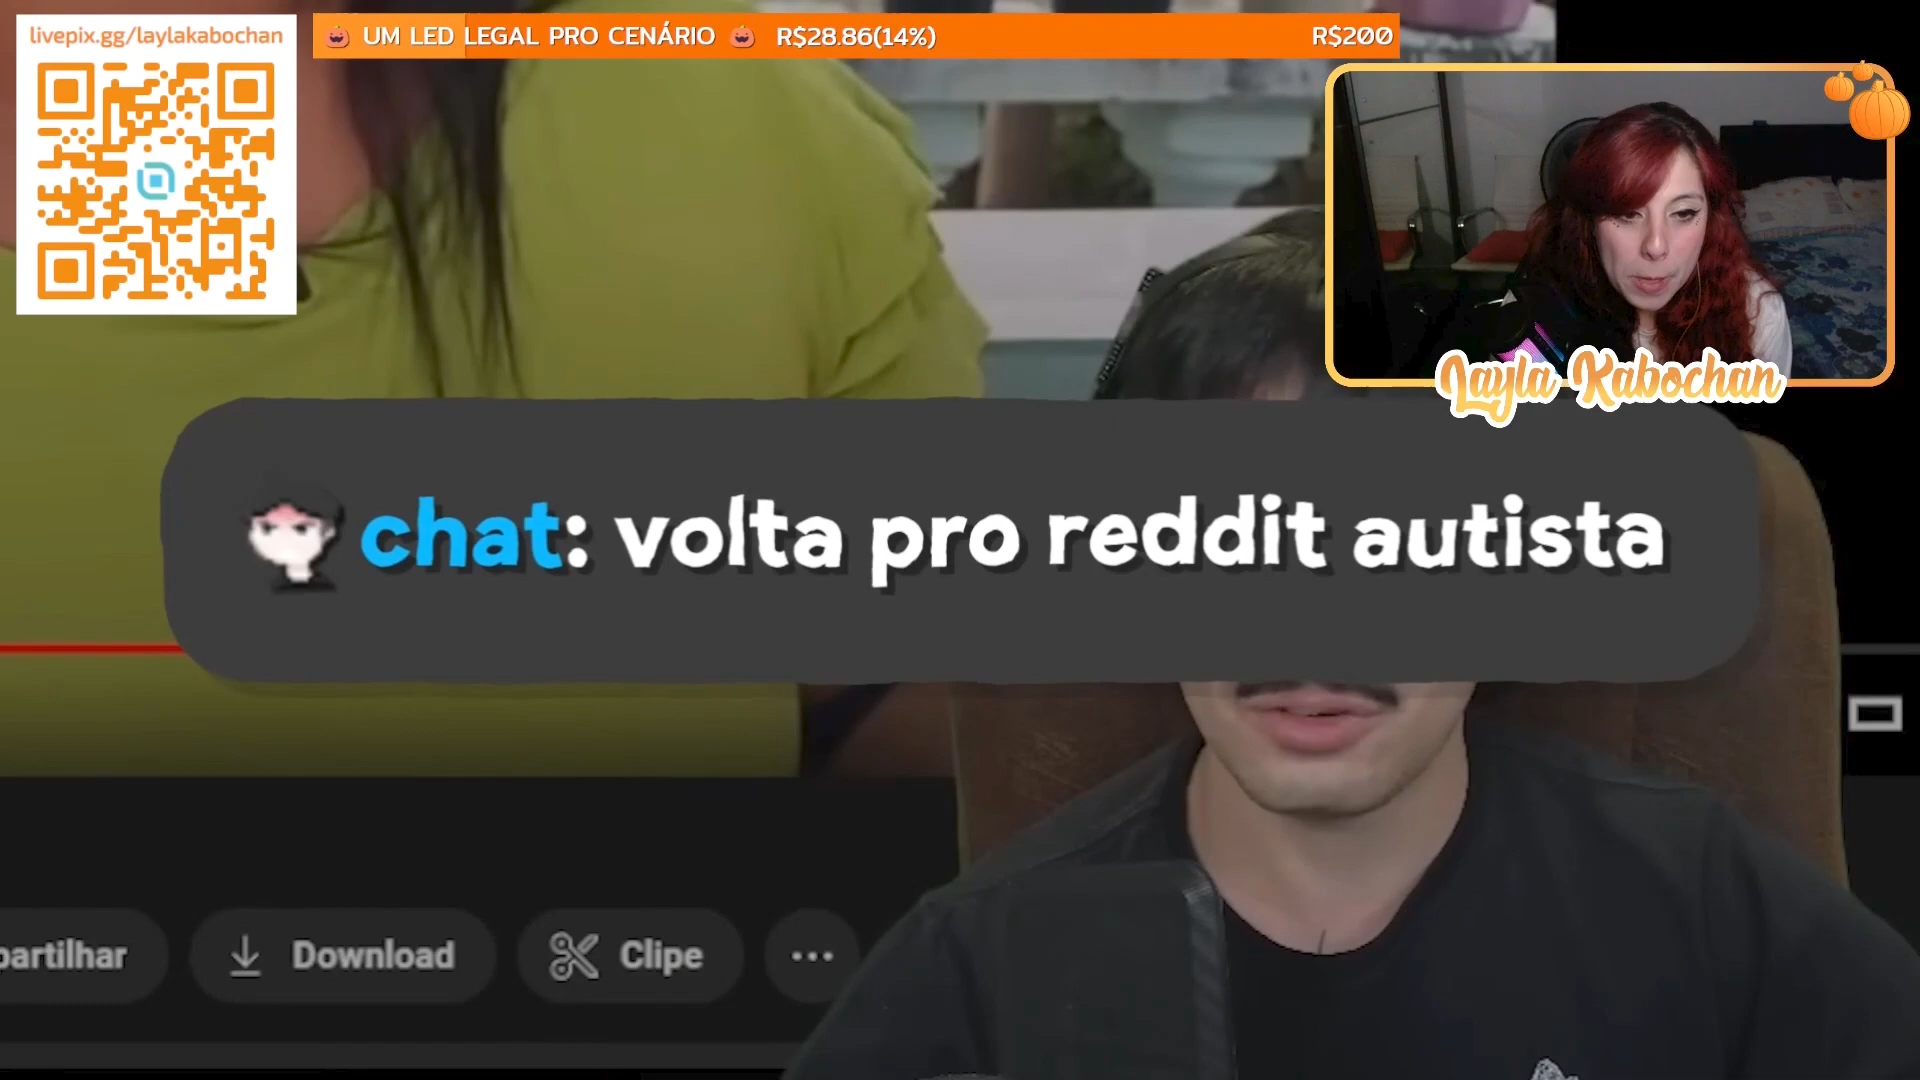 livepix.gg/laylakabochan
🎃 UM LED LEGAL PRO CENÁRIO 🎃 R$28.86(14%) R$200
Layla Kabochan
chat: volta pro reddit autista
partilhar
Download
Clipe